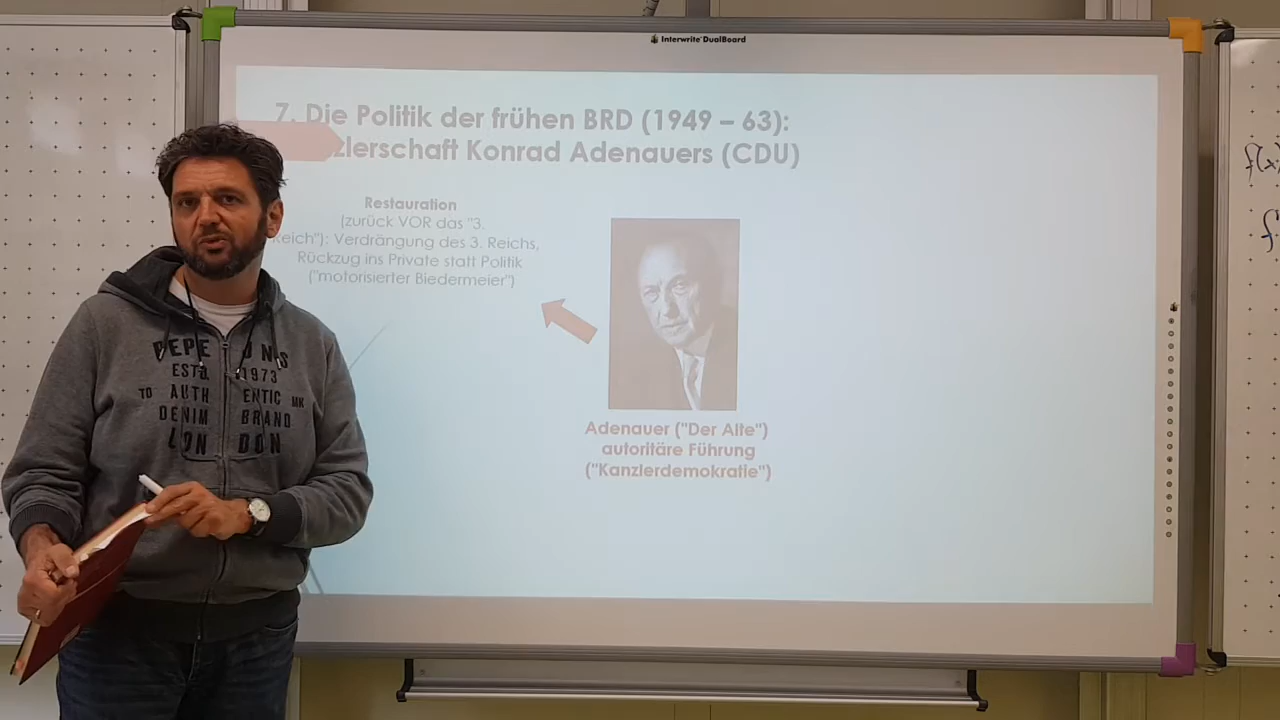 Interwrite DualBoard
7. Die Politik der frühen BRD (1949 – 63):
zlerschaft Konrad Adenauers (CDU)
Restauration
(zurück VOR das "3.
Reich"): Verdrängung des 3. Reichs,
Rückzug ins Private statt Politik
("motorisierter Biedermeier")
Adenauer ("Der Alte")
autoritäre Führung
("Kanzlerdemokratie")
PEPE
ESTD. 1973
TO AUTHENTIC MK
DENIM BRAND
LONDON
f(x)
f